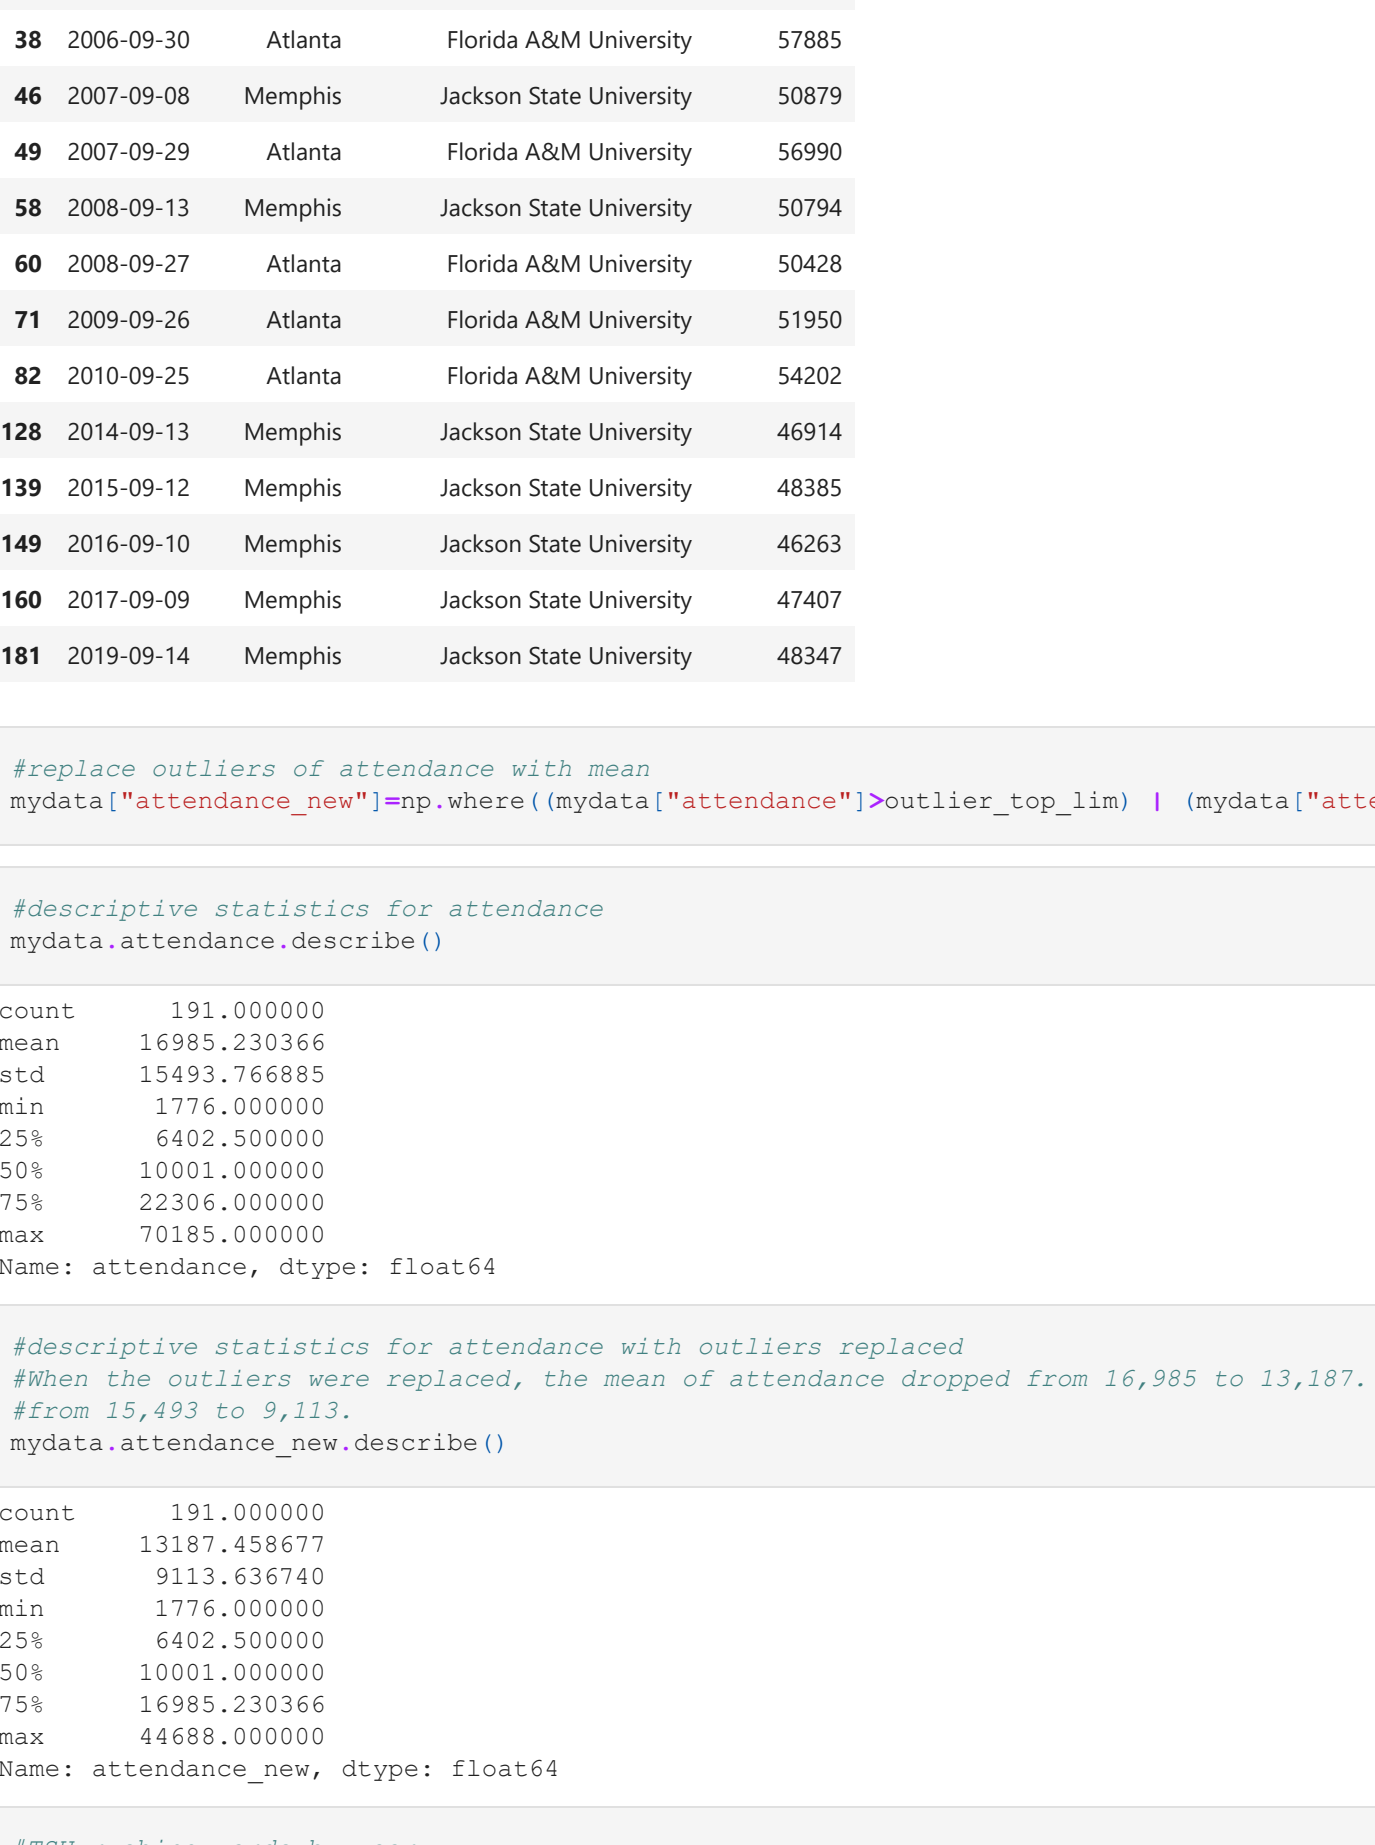 38 2006-09-30 Atlanta Florida A&M University 57885
46 2007-09-08 Memphis Jackson State University 50879
49 2007-09-29 Atlanta Florida A&M University 56990
58 2008-09-13 Memphis Jackson State University 50794
60 2008-09-27 Atlanta Florida A&M University 50428
71 2009-09-26 Atlanta Florida A&M University 51950
82 2010-09-25 Atlanta Florida A&M University 54202
128 2014-09-13 Memphis Jackson State University 46914
139 2015-09-12 Memphis Jackson State University 48385
149 2016-09-10 Memphis Jackson State University 46263
160 2017-09-09 Memphis Jackson State University 47407
181 2019-09-14 Memphis Jackson State University 48347
#replace outliers of attendance with mean
mydata["attendance_new"]=np.where((mydata["attendance"]>outlier_top_lim) | (mydata["atte
#descriptive statistics for attendance
mydata.attendance.describe()
count 191.000000
mean 16985.230366
std 15493.766885
min 1776.000000
25% 6402.500000
50% 10001.000000
75% 22306.000000
max 70185.000000
Name: attendance, dtype: float64
#descriptive statistics for attendance with outliers replaced
#When the outliers were replaced, the mean of attendance dropped from 16,985 to 13,187.
#from 15,493 to 9,113.
mydata.attendance_new.describe()
count 191.000000
mean 13187.458677
std 9113.636740
min 1776.000000
25% 6402.500000
50% 10001.000000
75% 16985.230366
max 44688.000000
Name: attendance_new, dtype: float64